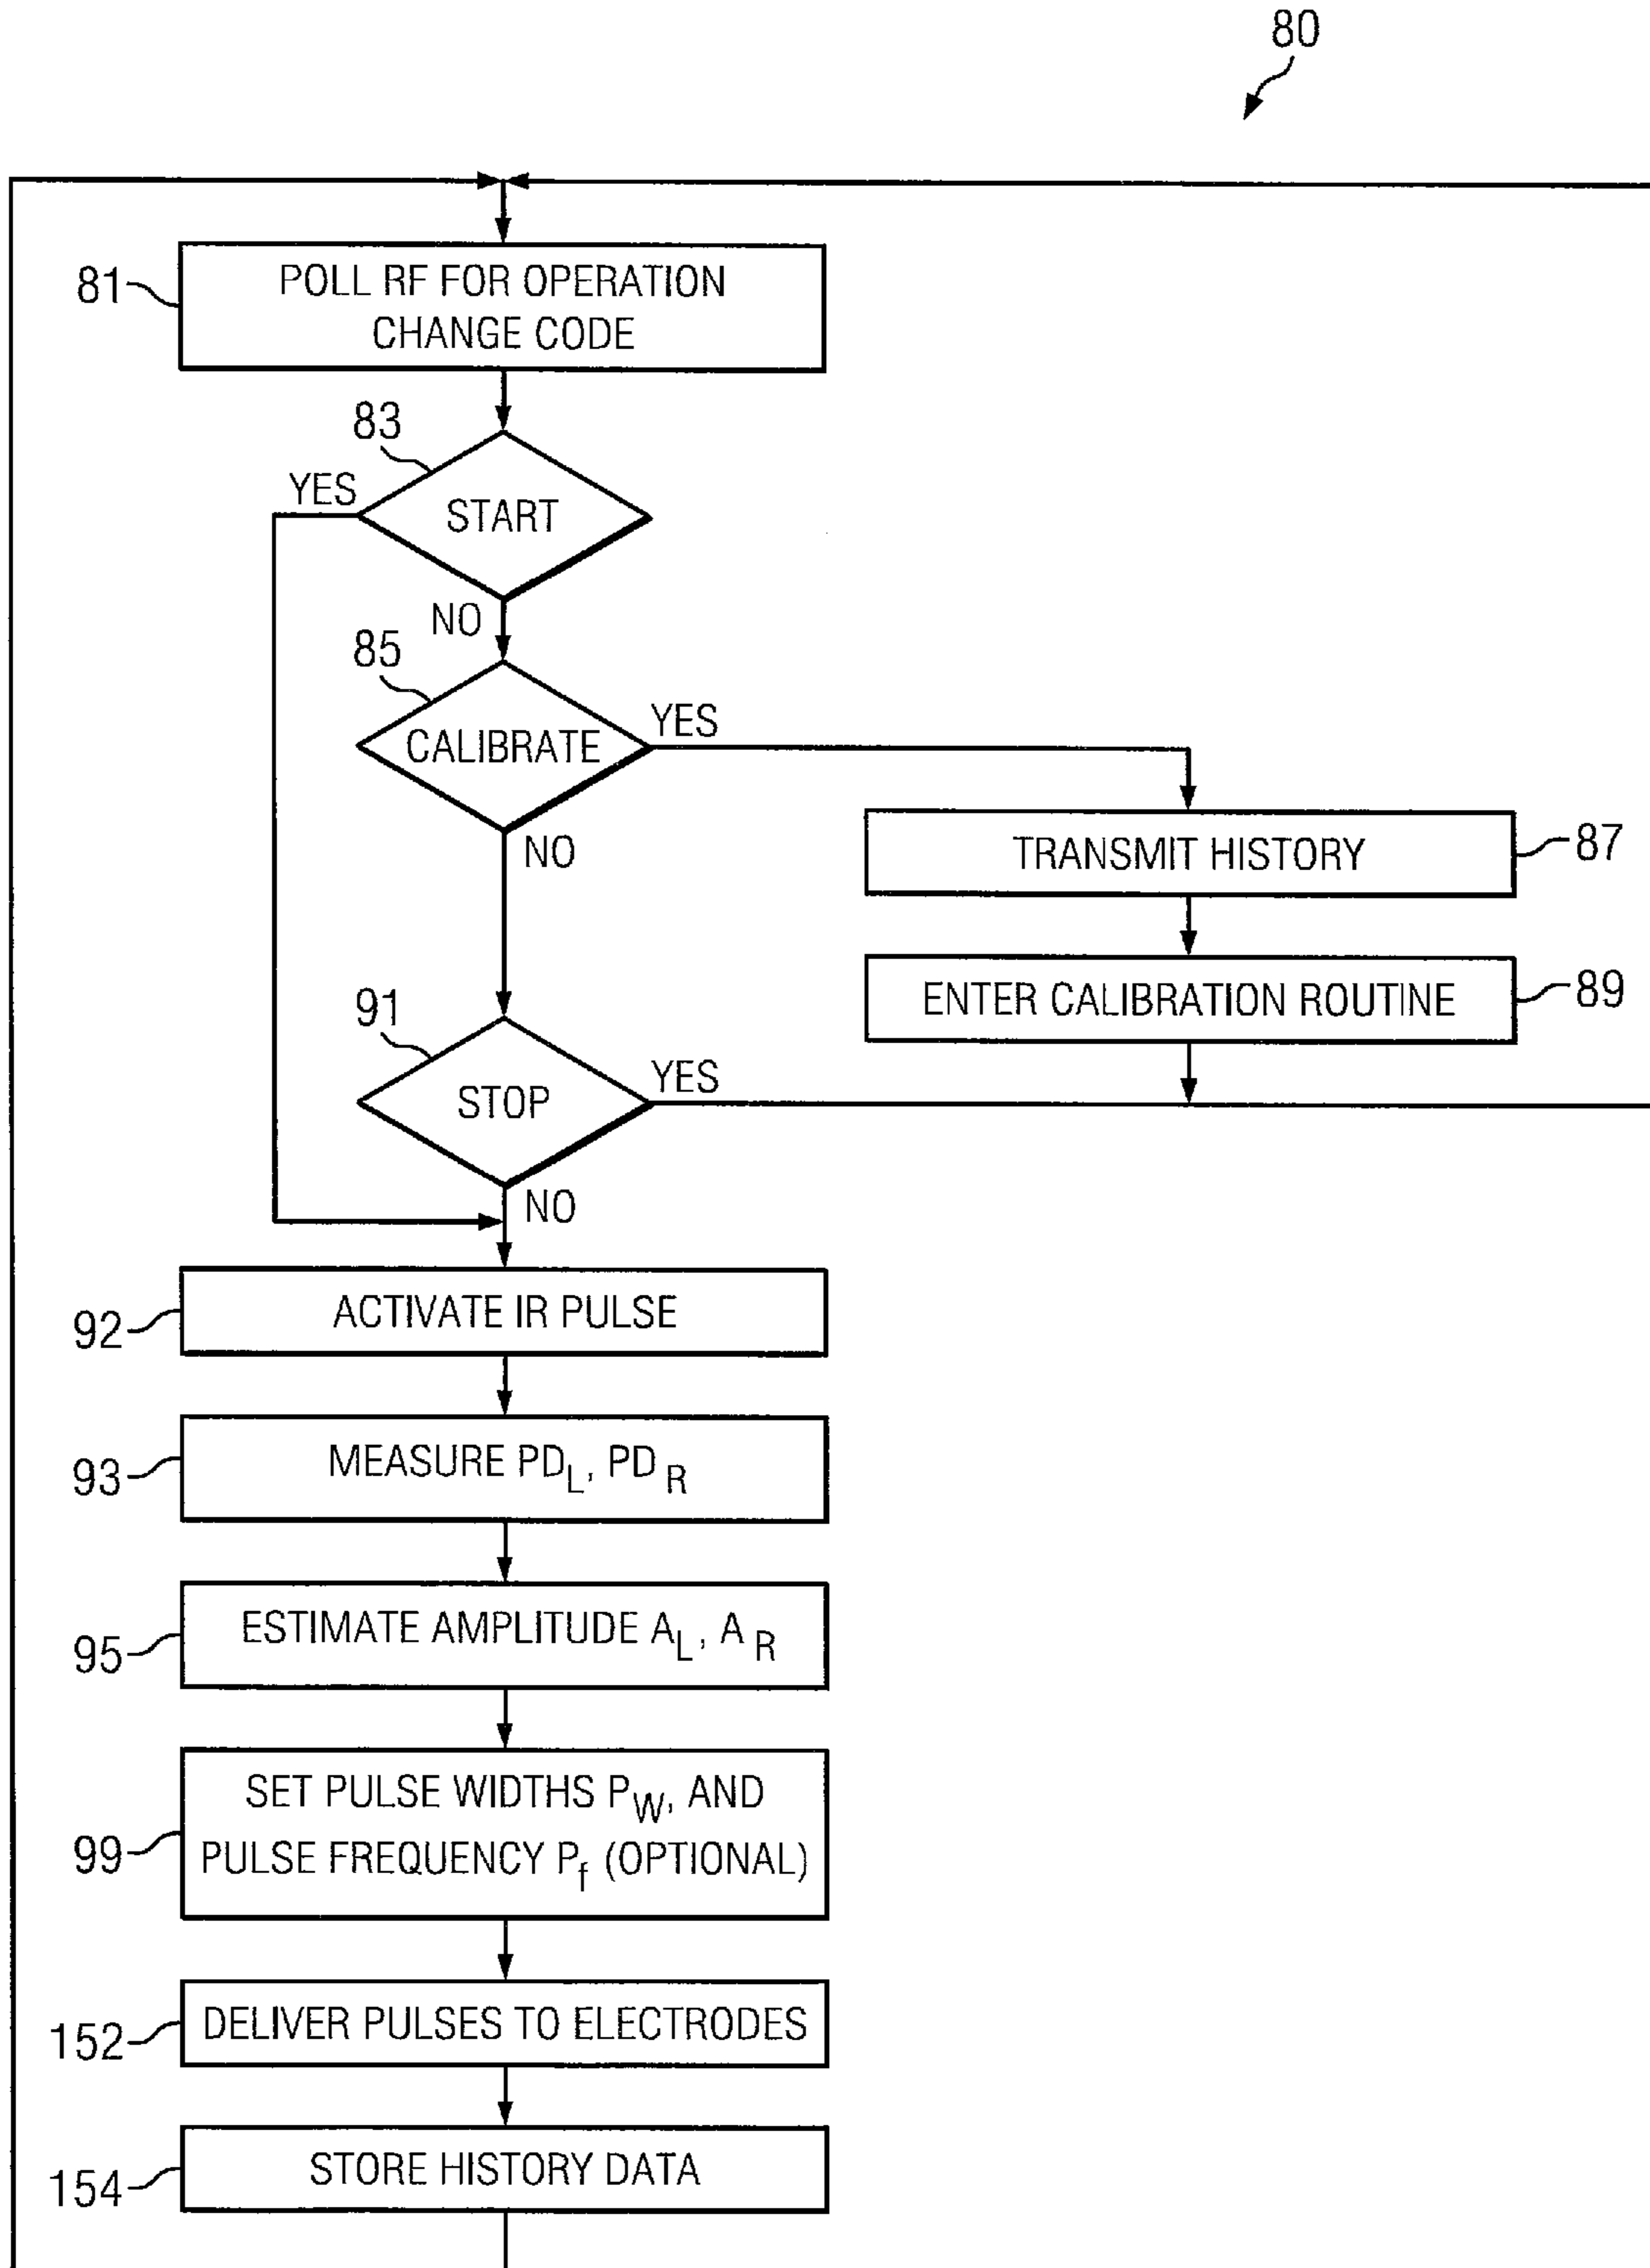 80
81
POLL RF FOR OPERATION
CHANGE CODE
83
YES
START
NO
85
CALIBRATE
YES
NO
TRANSMIT HISTORY
87
ENTER CALIBRATION ROUTINE
89
91
STOP
YES
NO
92
ACTIVATE IR PULSE
93
MEASURE PDL, PDR
95
ESTIMATE AMPLITUDE AL, AR
99
SET PULSE WIDTHS PW, AND
PULSE FREQUENCY Pf (OPTIONAL)
152
DELIVER PULSES TO ELECTRODES
154
STORE HISTORY DATA